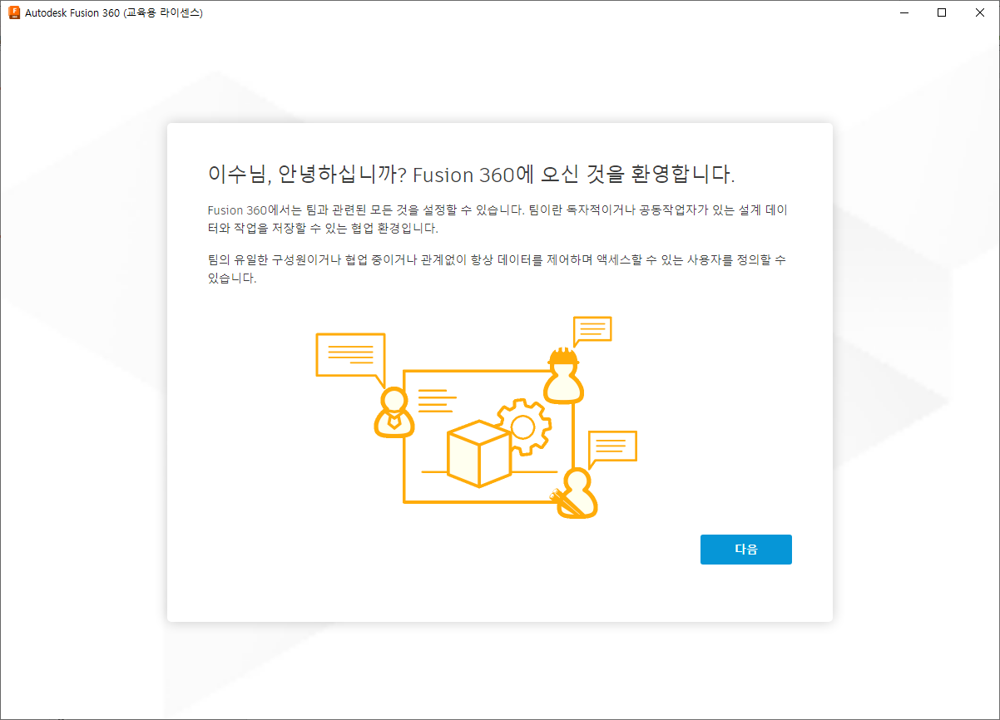 Autodesk Fusion 360 (교육용 라이센스)
이수님, 안녕하십니까? Fusion 360에 오신 것을 환영합니다.
Fusion 360에서는 팀과 관련된 모든 것을 설정할 수 있습니다. 팀이란 독자적이거나 공동작업자가 있는 설계 데이
터와 작업을 저장할 수 있는 협업 환경입니다.
팀의 유일한 구성원이거나 협업 중이거나 관계없이 항상 데이터를 제어하며 액세스할 수 있는 사용자를 정의할 수
있습니다.
다음